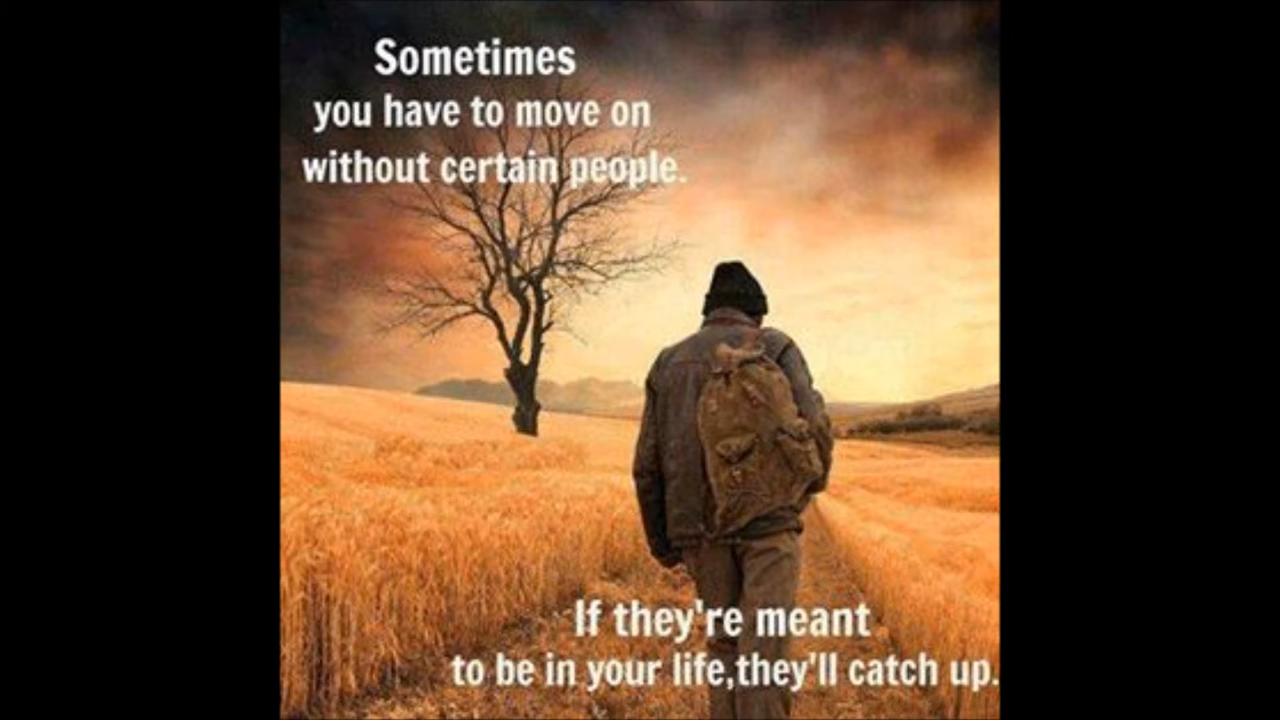 Sometimes
you have to move on
without certain people.
If they're meant
to be in your life,they'll catch up.